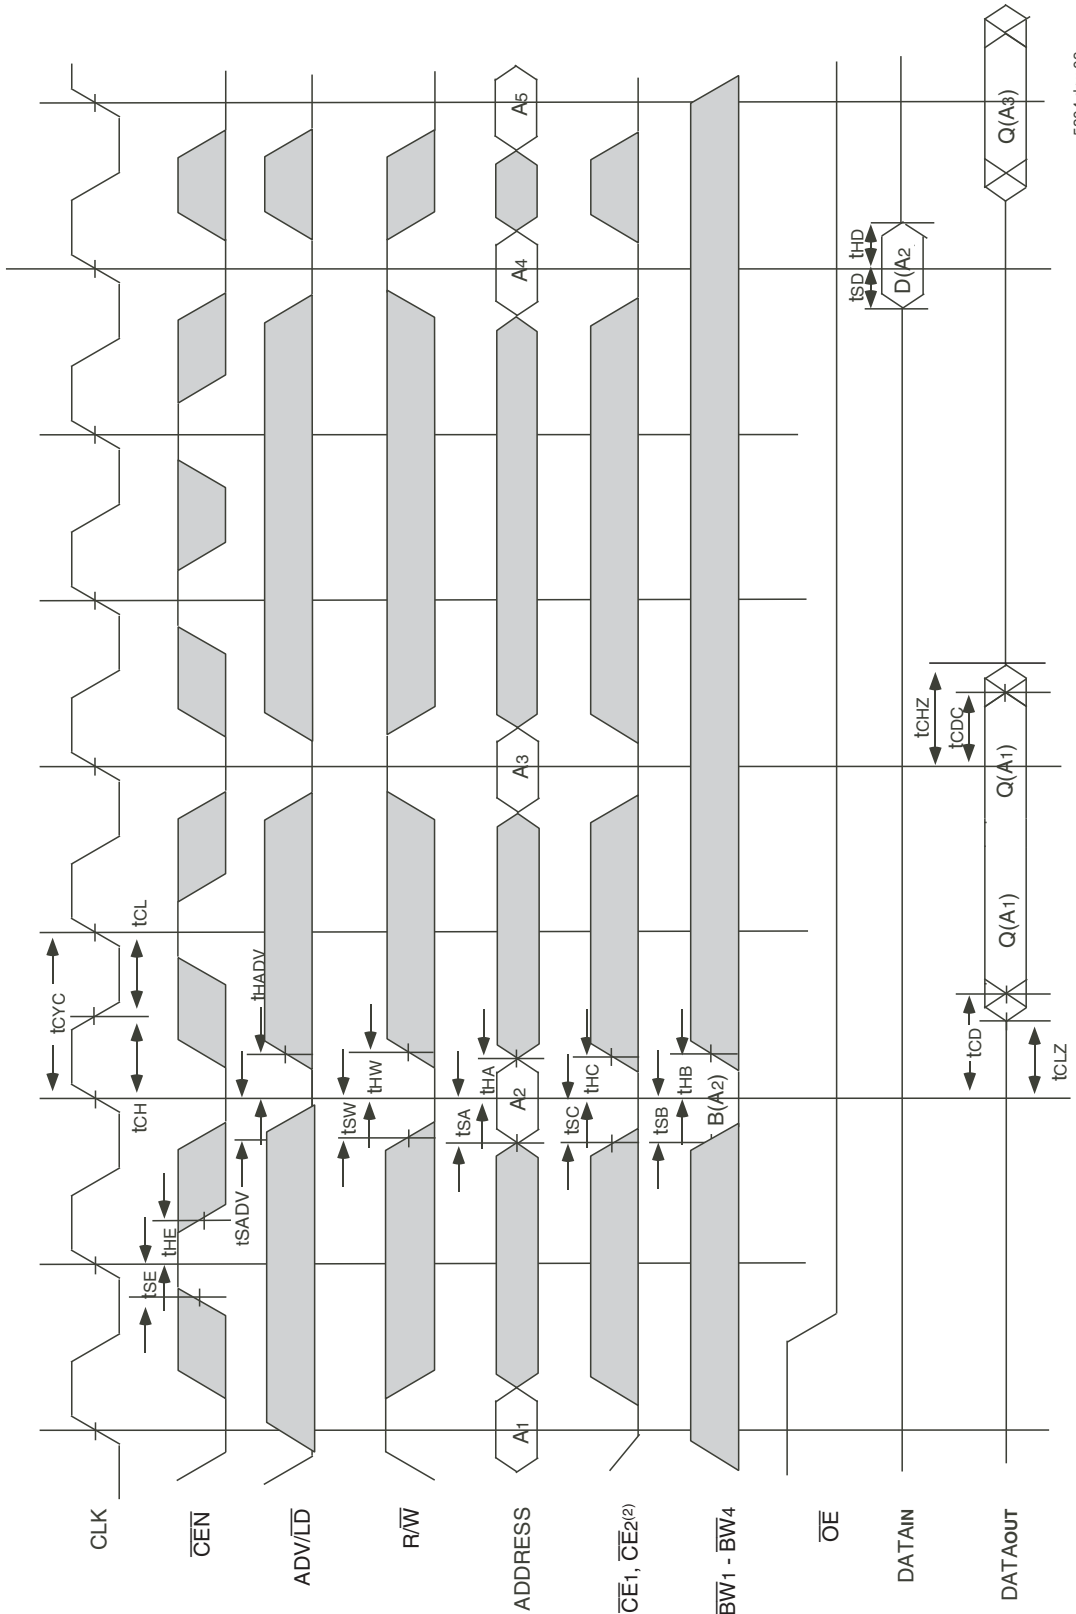 CLK
tCYC
tCH
tCL
CEN
tSE
tHE
ADV/LD
tSADV
tHADV
R/W
tSW
tHW
ADDRESS
A1
A2
A3
A4
A5
tSA
tHA
CE1, CE2(2)
tSC
tHC
BW1 - BW4
tSB
tHB
B(A2)
OE
DATAIN
tSD
tHD
D(A2
DATAOUT
tCD
tCLZ
Q(A1)
Q(A1)
tCHZ
tCDC
Q(A3)